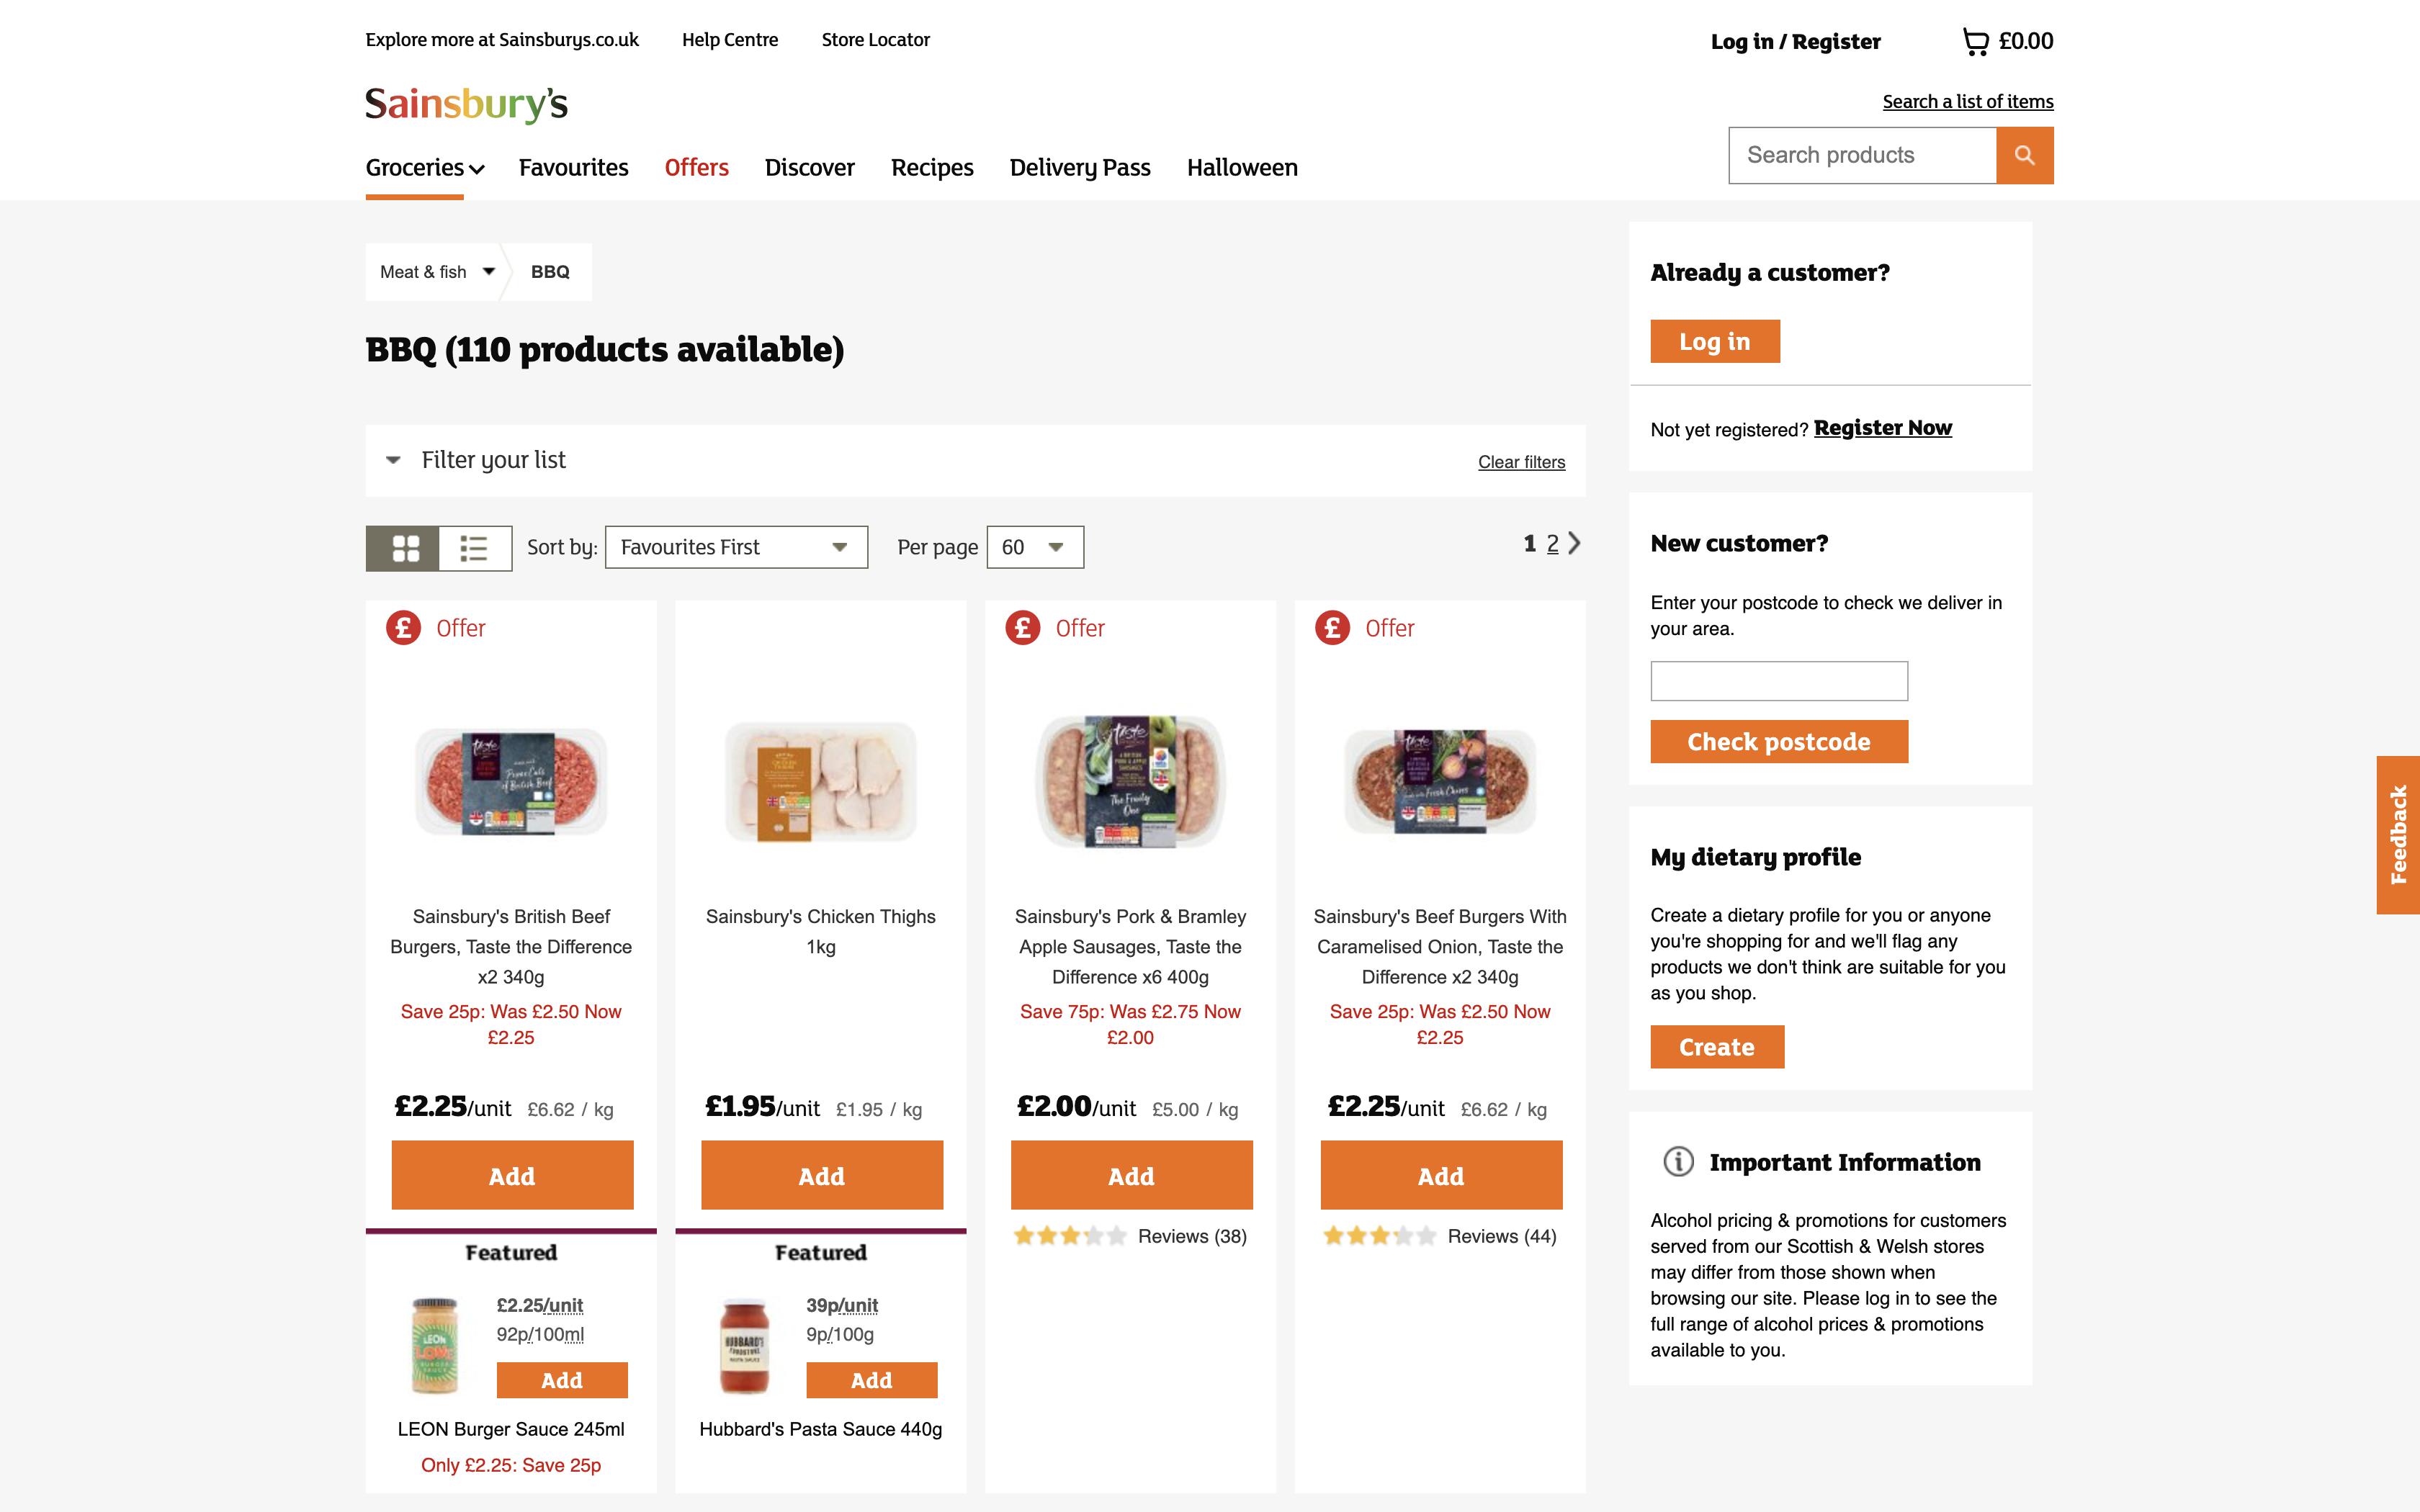 Explore more at Sainsburys.co.uk
Help Centre
Store Locator
Log in / Register
£0.00
Sainsbury's
Search a list of items
Groceries
Favourites
Offers
Discover
Recipes
Delivery Pass
Halloween
Search products
Meat & fish
BBQ
BBQ (110 products available)
Filter your list
Clear filters
Sort by:
Favourites First
Per page
60
1 2
£ Offer
taste
Sainsbury's British Beef
Burgers, Taste the Difference
x2 340g
Save 25p: Was £2.50 Now
£2.25
£2.25/unit £6.62 / kg
Add
Featured
LEON
£2.25/unit
92p/100ml
Add
LEON Burger Sauce 245ml
Only £2.25: Save 25p
CHICKEN
THIGHS
Sainsbury's Chicken Thighs
1kg
£1.95/unit £1.95 / kg
Add
Featured
HUBBARD'S
39p/unit
9p/100g
Add
Hubbard's Pasta Sauce 440g
£ Offer
taste
The Fruity
One
Sainsbury's Pork & Bramley
Apple Sausages, Taste the
Difference x6 400g
Save 75p: Was £2.75 Now
£2.00
£2.00/unit £5.00 / kg
Add
Reviews (38)
£ Offer
taste
Sainsbury's Beef Burgers With
Caramelised Onion, Taste the
Difference x2 340g
Save 25p: Was £2.50 Now
£2.25
£2.25/unit £6.62 / kg
Add
Reviews (44)
Already a customer?
Log in
Not yet registered? Register Now
New customer?
Enter your postcode to check we deliver in
your area.
Check postcode
My dietary profile
Create a dietary profile for you or anyone
you're shopping for and we'll flag any
products we don't think are suitable for you
as you shop.
Create
Important Information
Alcohol pricing & promotions for customers
served from our Scottish & Welsh stores
may differ from those shown when
browsing our site. Please log in to see the
full range of alcohol prices & promotions
available to you.
Feedback